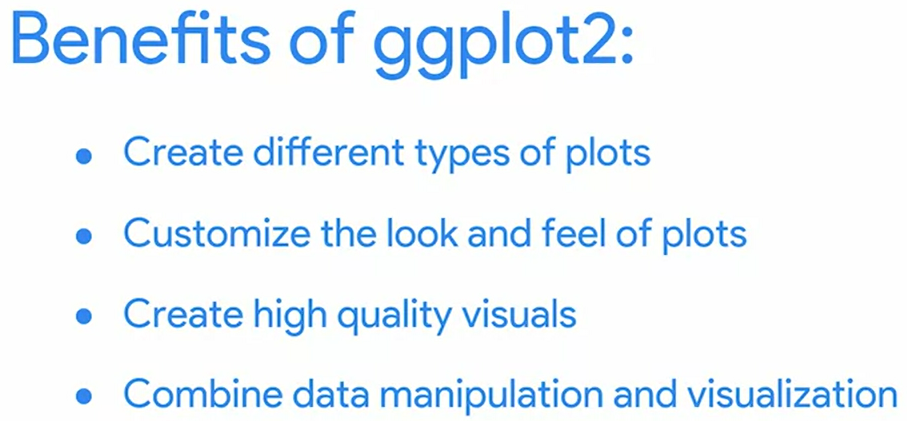 Benefits of ggplot2:
● Create different types of plots
● Customize the look and feel of plots
● Create high quality visuals
● Combine data manipulation and visualization